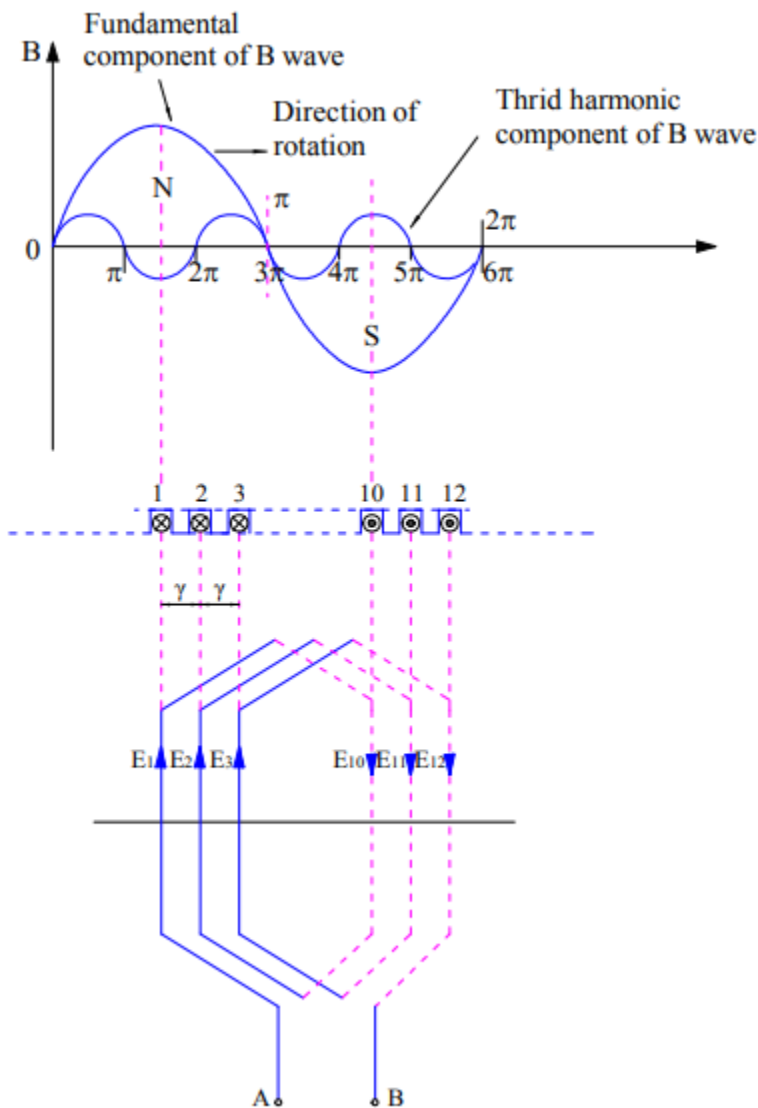 Fundamental
component of B wave
B
Direction of
rotation
Thrid harmonic
component of B wave
N
π
2π
0
π
2π
3π
4π
5π
6π
S
1 2 3 10 11 12
γ γ
E1 E2 E3 E10 E11 E12
A B